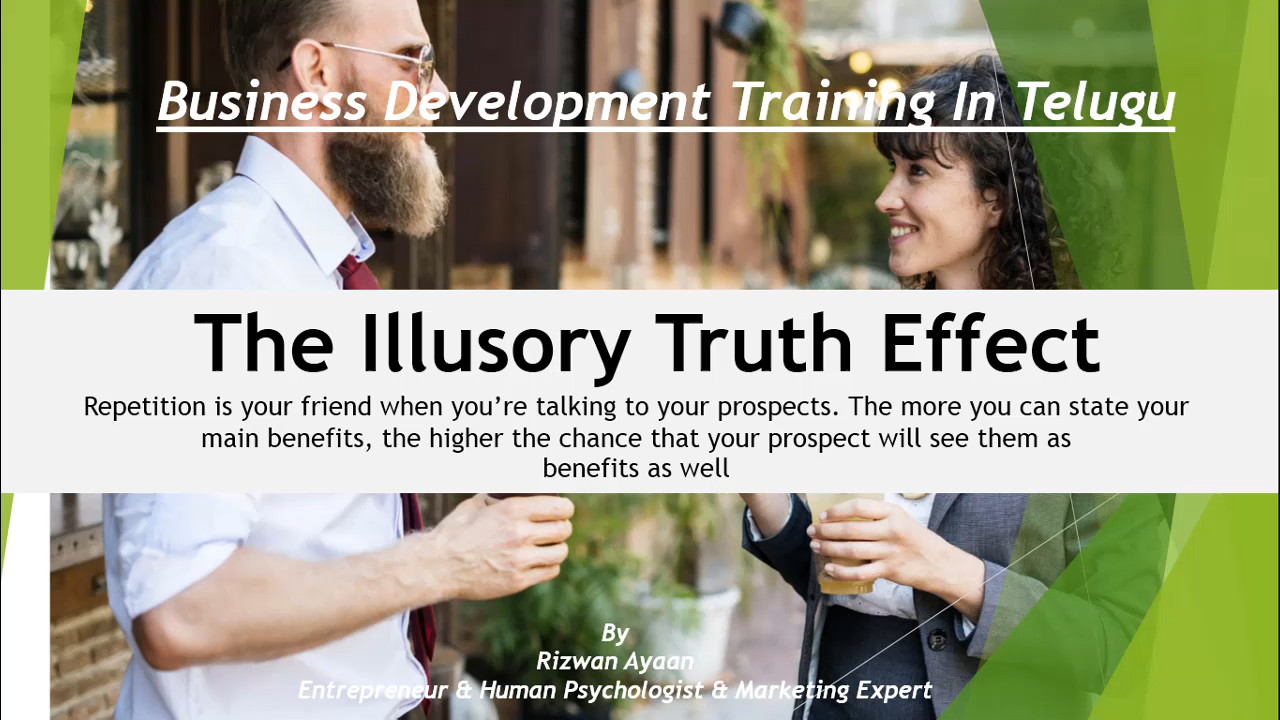 Business Development Training In Telugu
The Illusory Truth Effect
Repetition is your friend when you’re talking to your prospects. The more you can state your
main benefits, the higher the chance that your prospect will see them as
benefits as well
By
Rizwan Ayaan
Entrepreneur & Human Psychologist & Marketing Expert